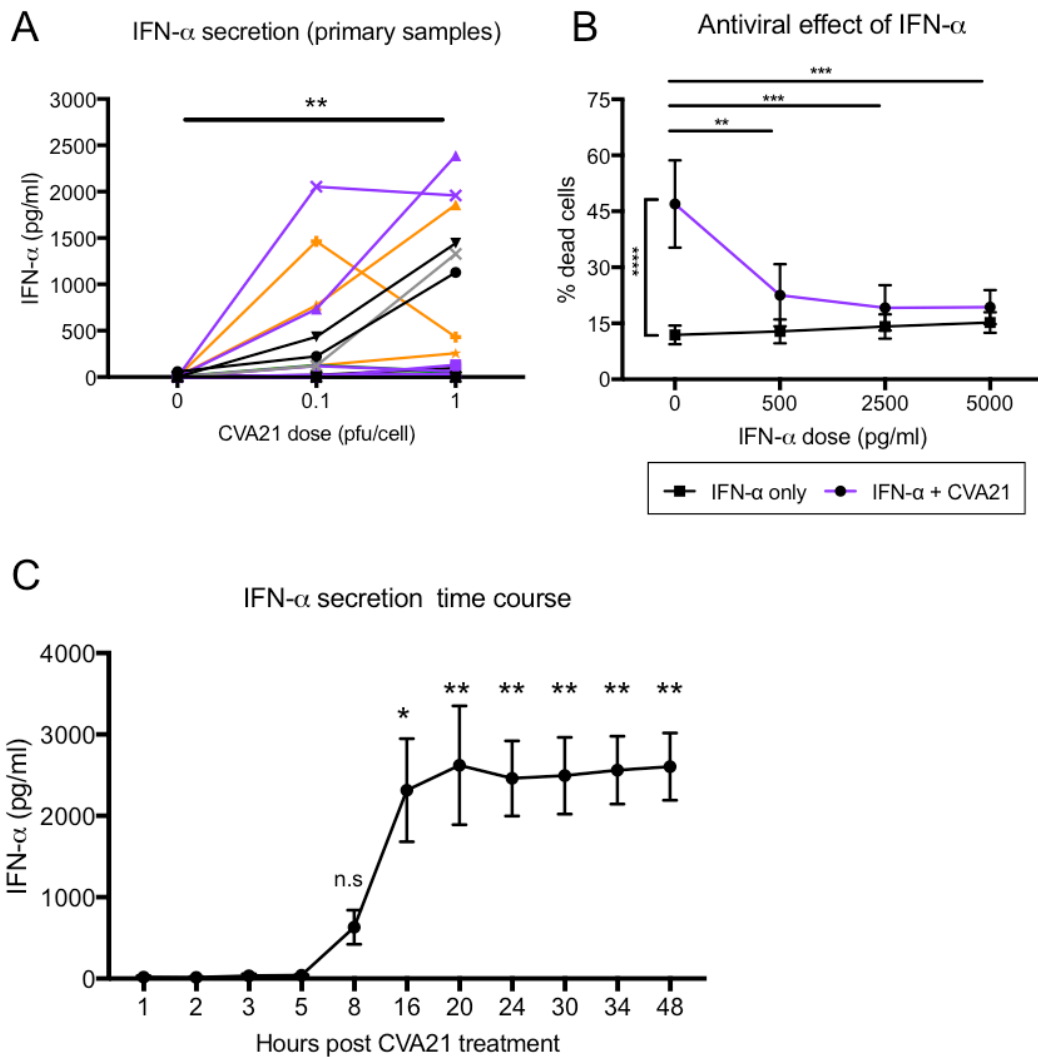 A
IFN-α secretion (primary samples)
**
3000
2500
2000
1500
1000
500
0
IFN-α (pg/ml)
0 0.1 1
CVA21 dose (pfu/cell)
B
Antiviral effect of IFN-α
***
***
**
75
60
45
30
15
0
% dead cells
****
0 500 2500 5000
IFN-α dose (pg/ml)
IFN-α only IFN-α + CVA21
C
IFN-α secretion time course
4000
3000
2000
1000
0
IFN-α (pg/ml)
n.s
* ** ** ** ** **
1 2 3 5 8 16 20 24 30 34 48
Hours post CVA21 treatment